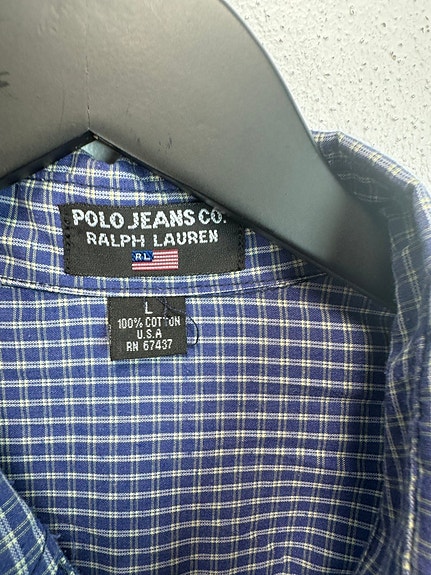 POLO JEANS CO.
RALPH LAUREN
RL
L
100% COTTON
U.S.A
RN 67437